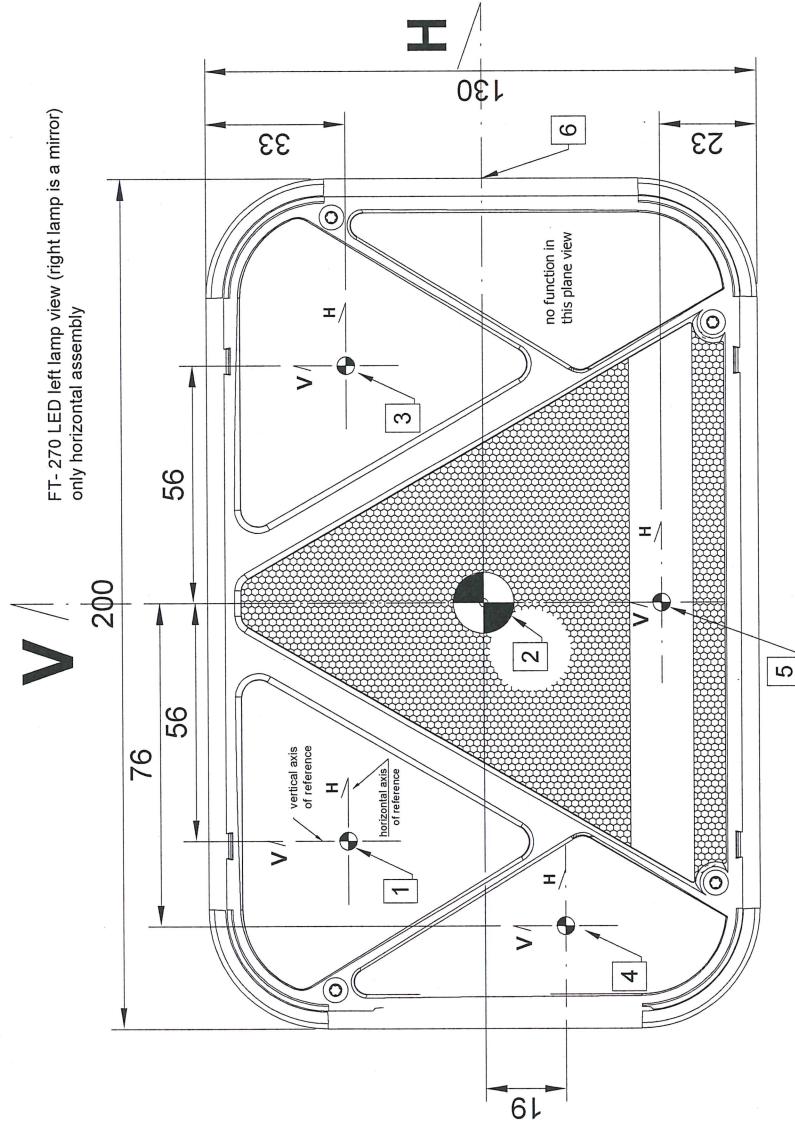 FT- 270 LED left lamp view (right lamp is a mirror)
only horizontal assembly
V
200
76
56
56
H
130
33
23
19
vertical axis
of reference
horizontal axis
of reference
V
H
1
2
V
H
3
V
H
4
V
H
5
6
no function in
this plane view